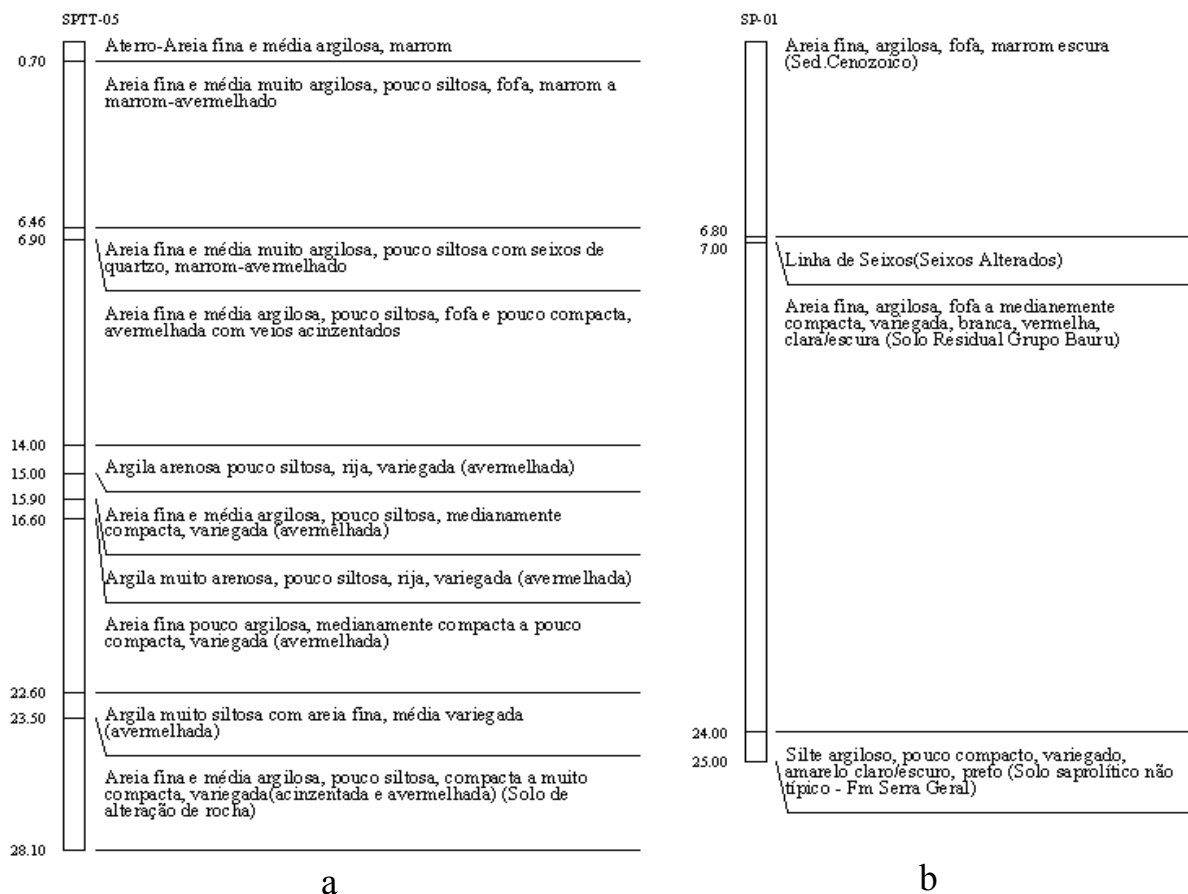 SPTT-05
Aterro-Areia fina e média argilosa, marrom
0.70
Areia fina e média muito argilosa, pouco siltosa, fofa, marrom a
marrom-avermelhado
6.46
6.90
Areia fina e média muito argilosa, pouco siltosa com seixos de
quartzo, marrom-avermelhado
Areia fina e média argilosa, pouco siltosa, fofa e pouco compacta,
avermelhada com veios acinzentados
14.00
Argila arenosa pouco siltosa, rija, variegada (avermelhada)
15.00
15.90
Areia fina e média argilosa, pouco siltosa, medianamente
compacta, variegada (avermelhada)
16.60
Argila muito arenosa, pouco siltosa, rija, variegada (avermelhada)
Areia fina pouco argilosa, medianamente compacta a pouco
compacta, variegada (avermelhada)
22.60
23.50
Argila muito siltosa com areia fina, média variegada
(avermelhada)
Areia fina e média argilosa, pouco siltosa, compacta a muito
compacta, variegada(acinzentada e avermelhada) (Solo de
alteração de rocha)
28.10
a
SP-01
Areia fina, argilosa, fofa, marrom escura
(Sed.Cenozoico)
6.80
7.00
Linha de Seixos(Seixos Alterados)
Areia fina, argilosa, fofa a medianemente
compacta, variegada, branca, vermelha,
clara/escura (Solo Residual Grupo Bauru)
24.00
25.00
Silte argiloso, pouco compacto, variegado,
amarelo claro/escuro, preto (Solo saprolítico não
típico - Fm Serra Geral)
b